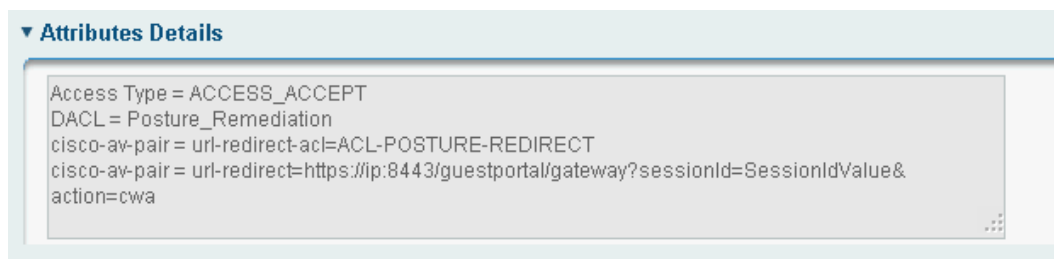 Attributes Details
Access Type = ACCESS_ACCEPT
DACL = Posture_Remediation
cisco-av-pair = url-redirect-acl=ACL-POSTURE-REDIRECT
cisco-av-pair = url-redirect=https://ip:8443/guestportal/gateway?sessionId=SessionIdValue&
action=cwa